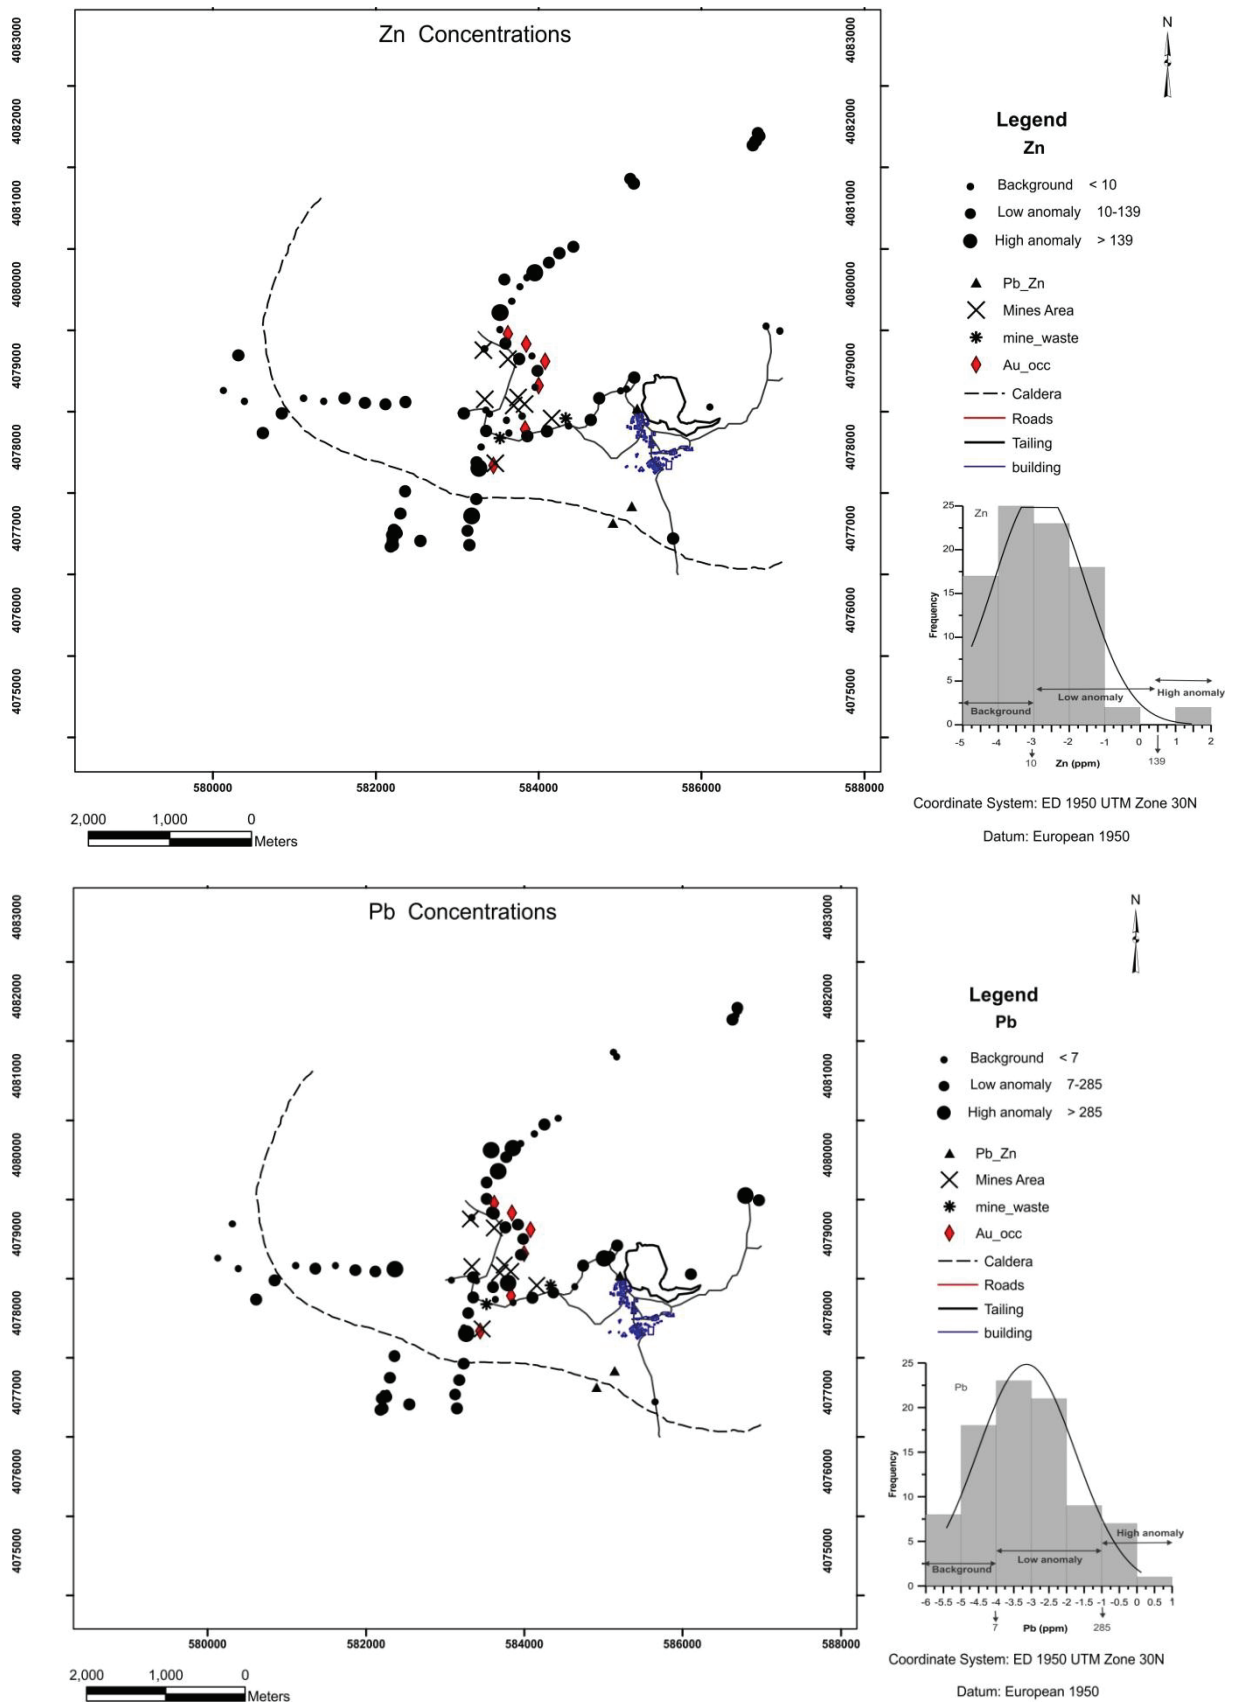 Zn Concentrations
4083000
4082000
4081000
4080000
4079000
4078000
4077000
4076000
4075000
4083000
4082000
4081000
4080000
4079000
4078000
4077000
4076000
4075000
580000 582000 584000 586000 588000
2,000 1,000 0
Meters
N
Legend
Zn
Background < 10
Low anomaly 10-139
High anomaly > 139
Pb_Zn
Mines Area
mine_waste
Au_occ
Caldera
Roads
Tailing
building
Zn
Frequency
25
20
15
10
5
0
Background
Low anomaly
High anomaly
-5 -4 -3 -2 -1 0 1 2
10 Zn (ppm) 139
Coordinate System: ED 1950 UTM Zone 30N
Datum: European 1950
Pb Concentrations
4083000
4082000
4081000
4080000
4079000
4078000
4077000
4076000
4075000
4083000
4082000
4081000
4080000
4079000
4078000
4077000
4076000
4075000
580000 582000 584000 586000 588000
2,000 1,000 0
Meters
N
Legend
Pb
Background < 7
Low anomaly 7-285
High anomaly > 285
Pb_Zn
Mines Area
mine_waste
Au_occ
Caldera
Roads
Tailing
building
Pb
Frequency
25
20
15
10
5
0
Background
Low anomaly
High anomaly
-6 -5.5 -5 -4.5 -4 -3.5 -3 -2.5 -2 -1.5 -1 -0.5 0 0.5 1
7 Pb (ppm) 285
Coordinate System: ED 1950 UTM Zone 30N
Datum: European 1950